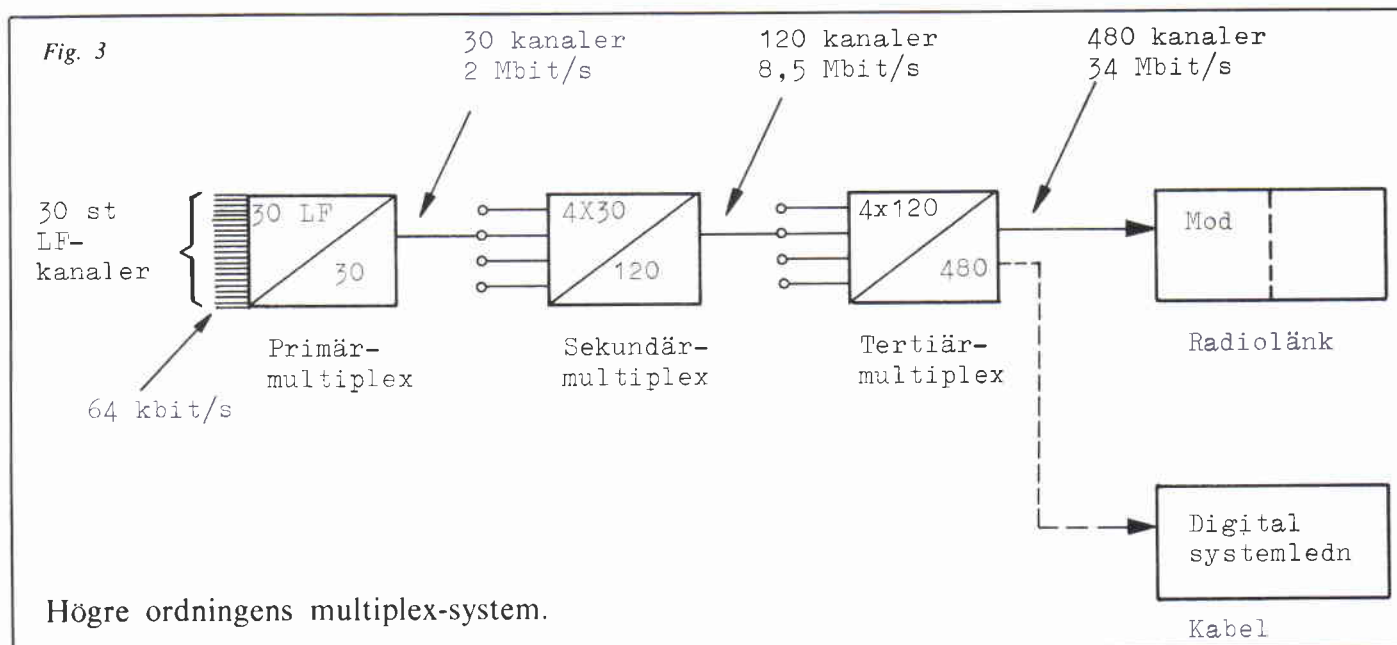 Fig. 3
30 kanaler
2 Mbit/s
120 kanaler
8,5 Mbit/s
480 kanaler
34 Mbit/s
30 st
LF-
kanaler
30 LF
30
4X30
120
4x120
480
Mod
Primär-
multiplex
Sekundär-
multiplex
Tertiär-
multiplex
Radiolänk
64 kbit/s
Digital
systemledn
Kabel
Högre ordningens multiplex-system.